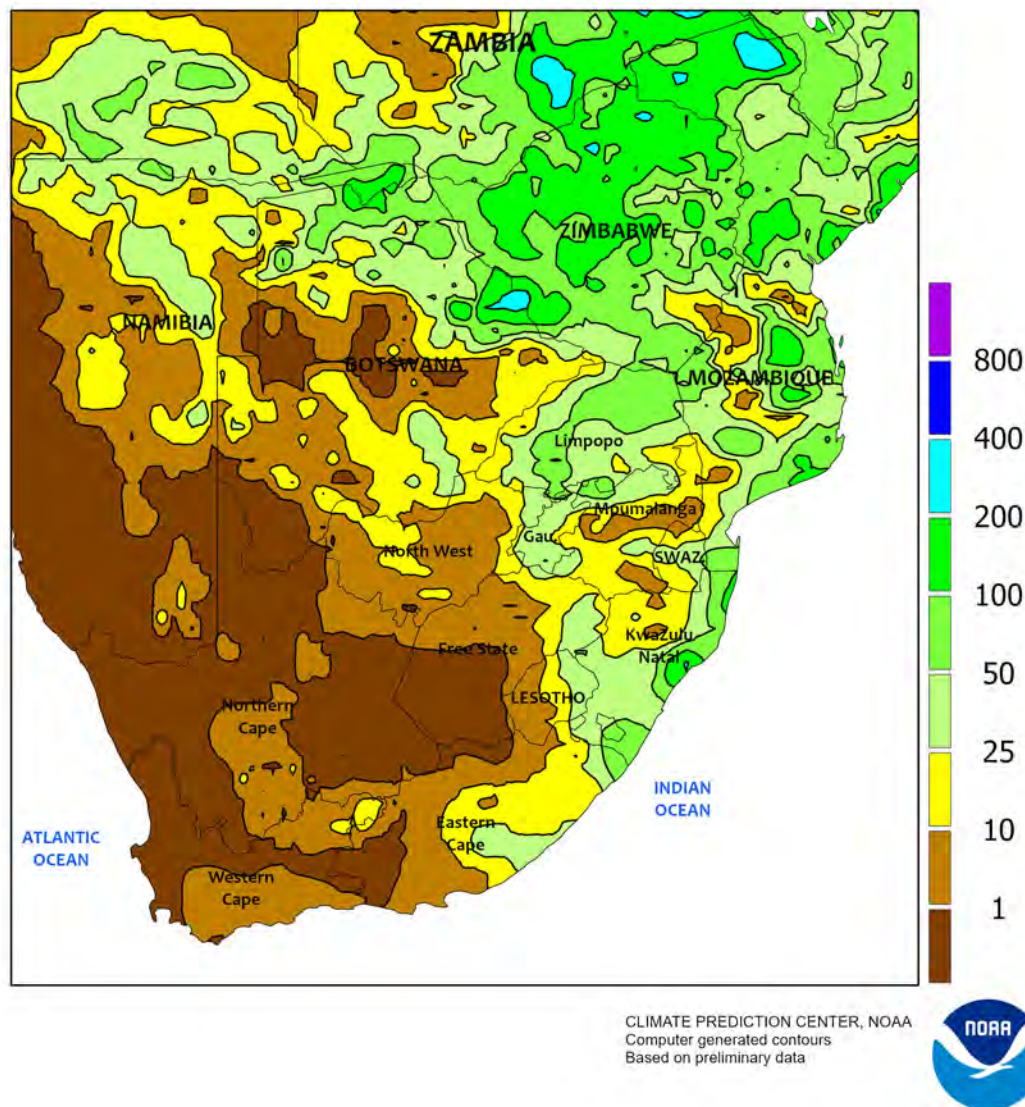 ZAMBIA
ZIMBABWE
NAMIBIA
BOTSWANA
MOZAMBIQUE
Limpopo
Mpumalanga
Gau.
North West
SWAZ.
KwaZulu
Natal
Free State
LESOTHO
Northern
Cape
Eastern
Cape
Western
Cape
ATLANTIC
OCEAN
INDIAN
OCEAN
800
400
200
100
50
25
10
1
CLIMATE PREDICTION CENTER, NOAA
Computer generated contours
Based on preliminary data
NOAA